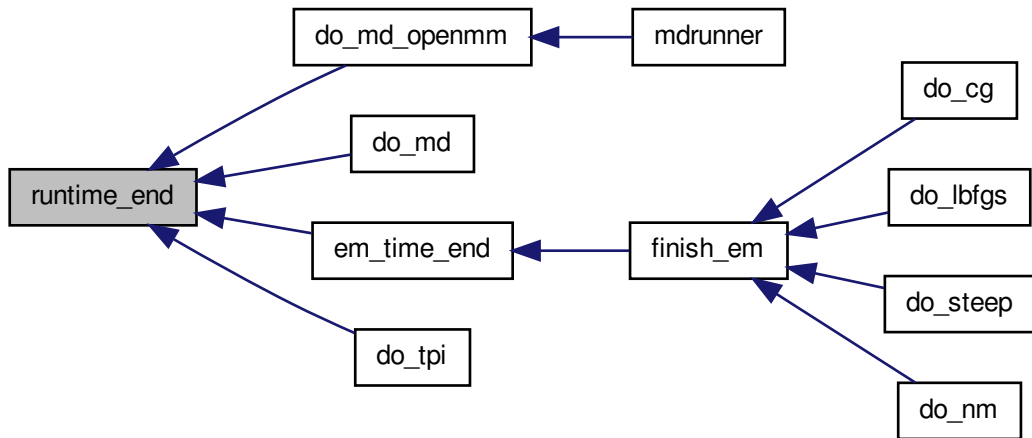 do_md_openmm
mdrunner
do_cg
do_md
runtime_end
do_lbfgs
em_time_end
finish_em
do_steep
do_tpi
do_nm